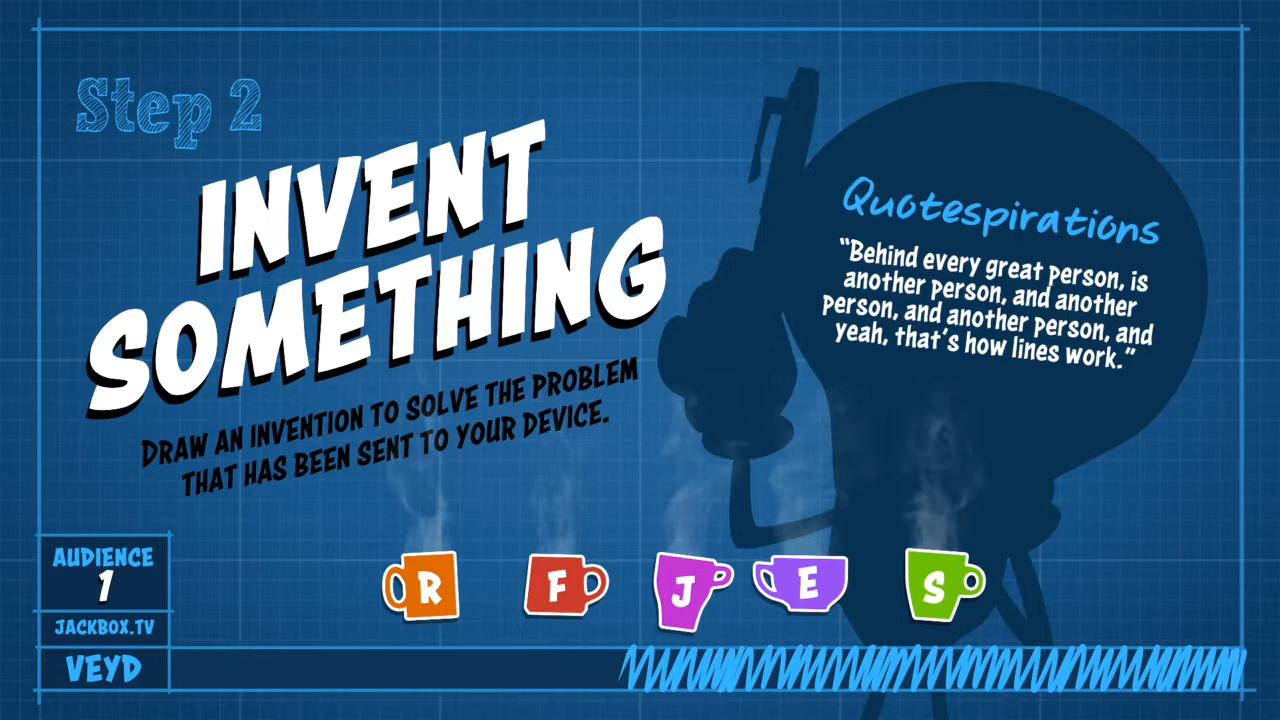 Step 2
INVENT
SOMETHING
DRAW AN INVENTION TO SOLVE THE PROBLEM
THAT HAS BEEN SENT TO YOUR DEVICE.
Quotespirations
“Behind every great person, is
another person, and another
person, and another person, and
yeah, that's how lines work.”
R F J E S
AUDIENCE
1
JACKBOX.TV
VEYD